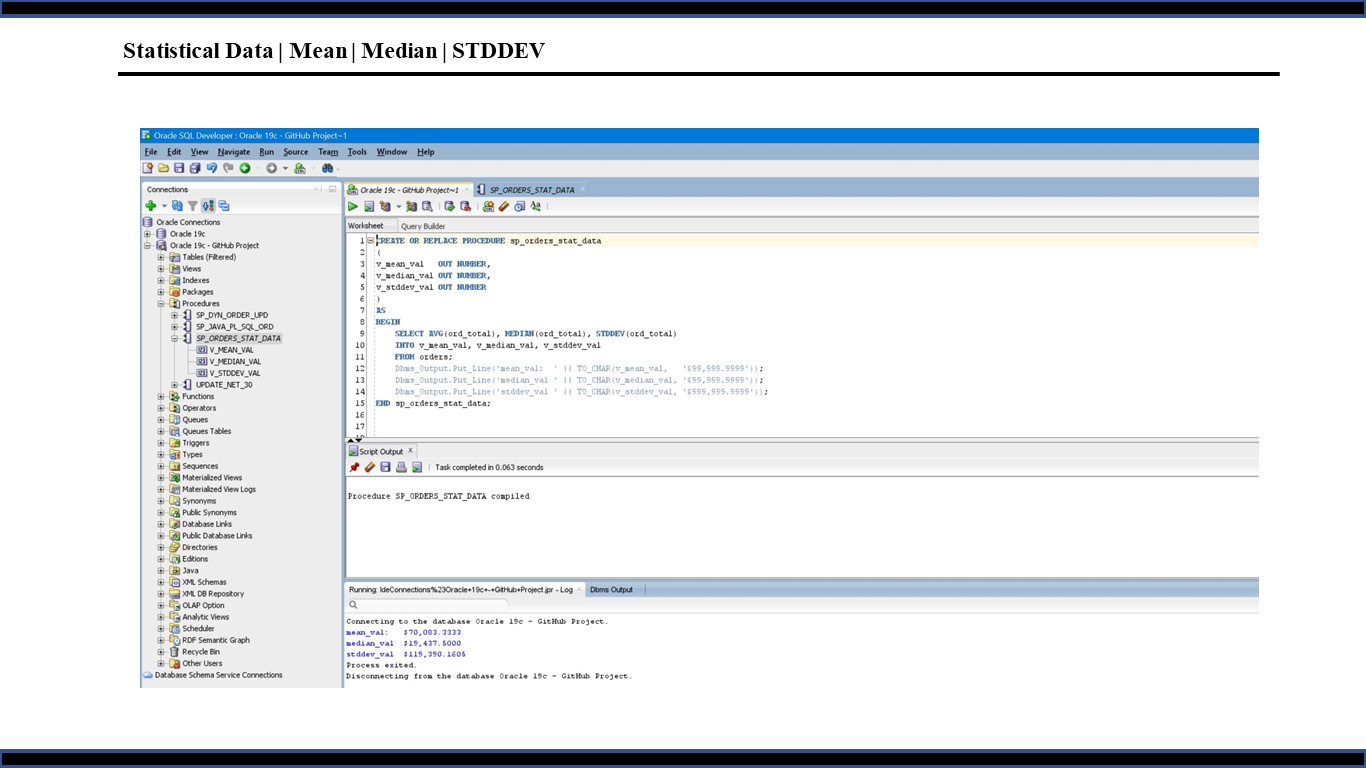 Statistical Data | Mean | Median | STDDEV
Oracle SQL Developer : Oracle 19c - GitHub Project~1
File Edit View Navigate Run Source Team Tools Window Help
Connections
Oracle Connections
Oracle 19c
Oracle 19c - GitHub Project
Tables (Filtered)
Views
Indexes
Packages
Procedures
SP_DYN_ORDER_UPD
SP_JAVA_PL_SQL_ORD
SP_ORDERS_STAT_DATA
V_MEAN_VAL
V_MEDIAN_VAL
V_STDDEV_VAL
UPDATE_NET_30
Functions
Operators
Queues
Queues Tables
Triggers
Types
Sequences
Materialized Views
Materialized View Logs
Synonyms
Public Synonyms
Database Links
Public Database Links
Directories
Editions
Java
XML Schemas
XML DB Repository
OLAP Option
Analytic Views
Scheduler
RDF Semantic Graph
Recycle Bin
Other Users
Database Schema Service Connections
Oracle 19c - GitHub Project~1 SP_ORDERS_STAT_DATA
Worksheet Query Builder
1 CREATE OR REPLACE PROCEDURE sp_orders_stat_data
2 (
3 v_mean_val OUT NUMBER,
4 v_median_val OUT NUMBER,
5 v_stddev_val OUT NUMBER
6 )
7 AS
8 BEGIN
9 SELECT AVG(ord_total), MEDIAN(ord_total), STDDEV(ord_total)
10 INTO v_mean_val, v_median_val, v_stddev_val
11 FROM orders;
12 Dbms_Output.Put_Line('mean_val: ' || TO_CHAR(v_mean_val, '$99,999.9999'));
13 Dbms_Output.Put_Line('median_val ' || TO_CHAR(v_median_val, '$99,999.9999'));
14 Dbms_Output.Put_Line('stddev_val ' || TO_CHAR(v_stddev_val, '$999,999.9999'));
15 END sp_orders_stat_data;
16
17
Script Output
Task completed in 0.063 seconds
Procedure SP_ORDERS_STAT_DATA compiled
Running: IdeConnections%23Oracle+19c+-+GitHub+Project.jpr - Log Dbms Output
Connecting to the database Oracle 19c - GitHub Project.
mean_val: $70,083.3333
median_val $19,437.5000
stddev_val $119,390.1605
Process exited.
Disconnecting from the database Oracle 19c - GitHub Project.